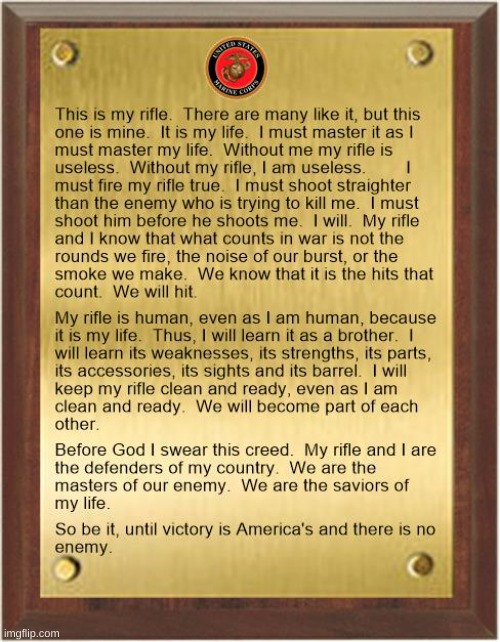 UNITED STATES
MARINE CORPS
This is my rifle. There are many like it, but this
one is mine. It is my life. I must master it as I
must master my life. Without me my rifle is
useless. Without my rifle, I am useless. I
must fire my rifle true. I must shoot straighter
than the enemy who is trying to kill me. I must
shoot him before he shoots me. I will. My rifle
and I know that what counts in war is not the
rounds we fire, the noise of our burst, or the
smoke we make. We know that it is the hits that
count. We will hit.
My rifle is human, even as I am human, because
it is my life. Thus, I will learn it as a brother. I
will learn its weaknesses, its strengths, its parts,
its accessories, its sights and its barrel. I will
keep my rifle clean and ready, even as I am
clean and ready. We will become part of each
other.
Before God I swear this creed. My rifle and I are
the defenders of my country. We are the
masters of our enemy. We are the saviors of
my life.
So be it, until victory is America's and there is no
enemy.
imgflip.com